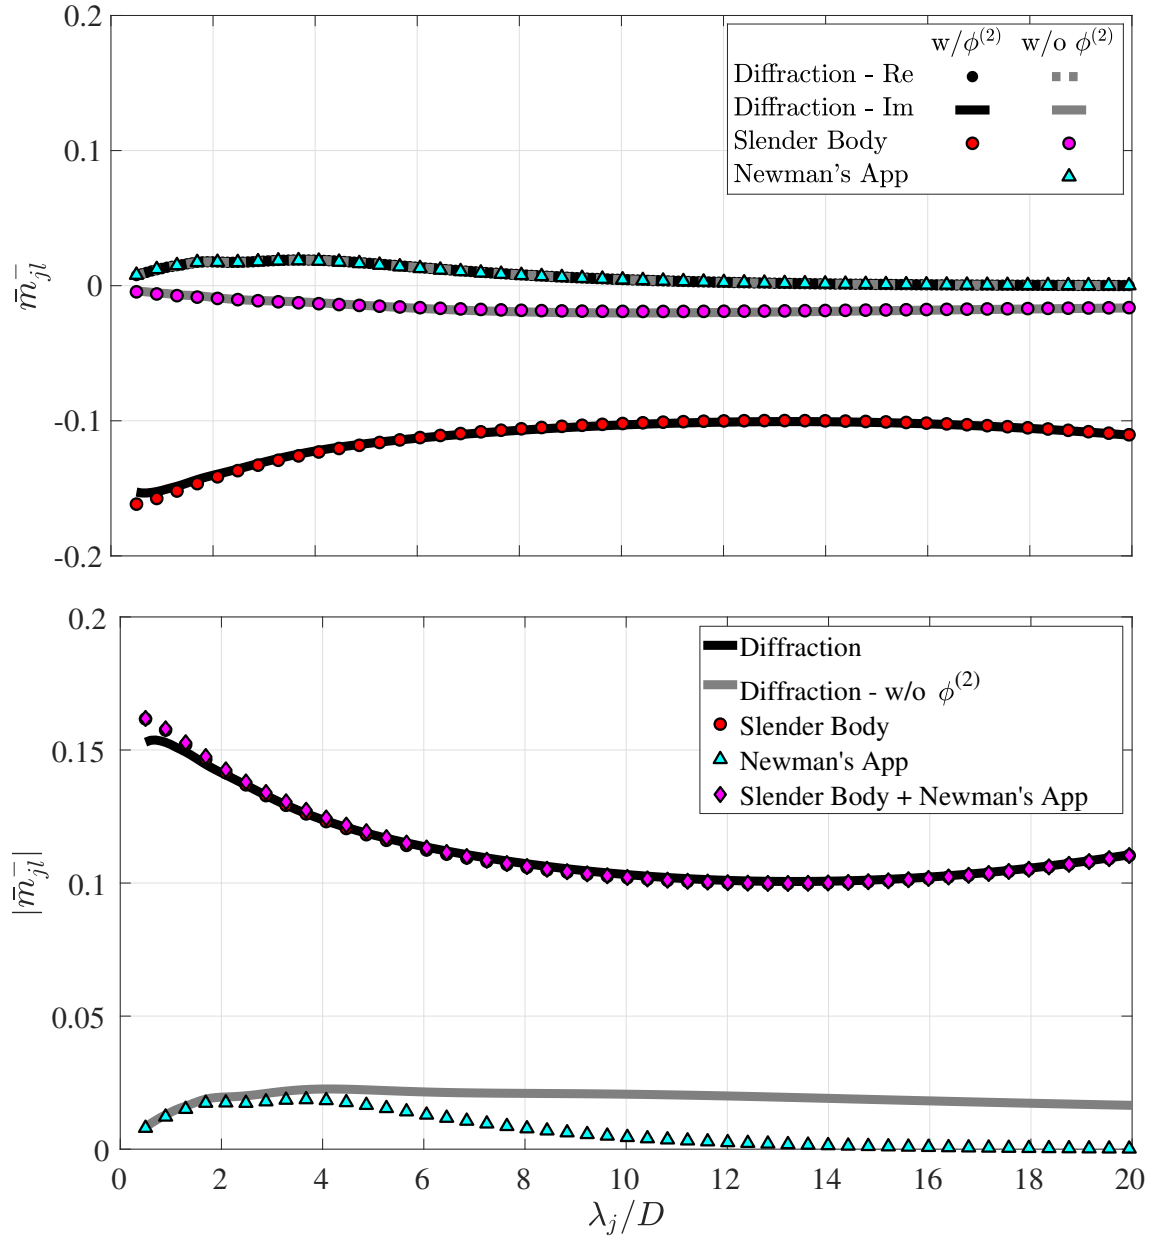 0.2
w/ϕ⁽²⁾ w/o ϕ⁽²⁾
Diffraction - Re
Diffraction - Im
Slender Body
Newman's App
0.1
0
-0.1
-0.2
m̄⁻_jl
0.2
Diffraction
Diffraction - w/o ϕ⁽²⁾
Slender Body
Newman's App
Slender Body + Newman's App
0.15
0.1
0.05
0
|m̄⁻_jl|
0 2 4 6 8 10 12 14 16 18 20
λ_j/D